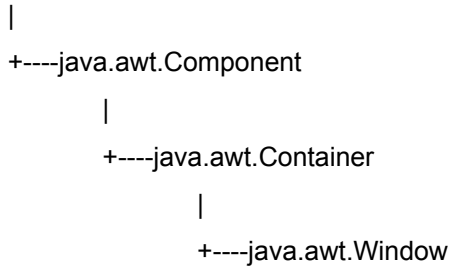 |
+----java.awt.Component
|
+----java.awt.Container
|
+----java.awt.Window